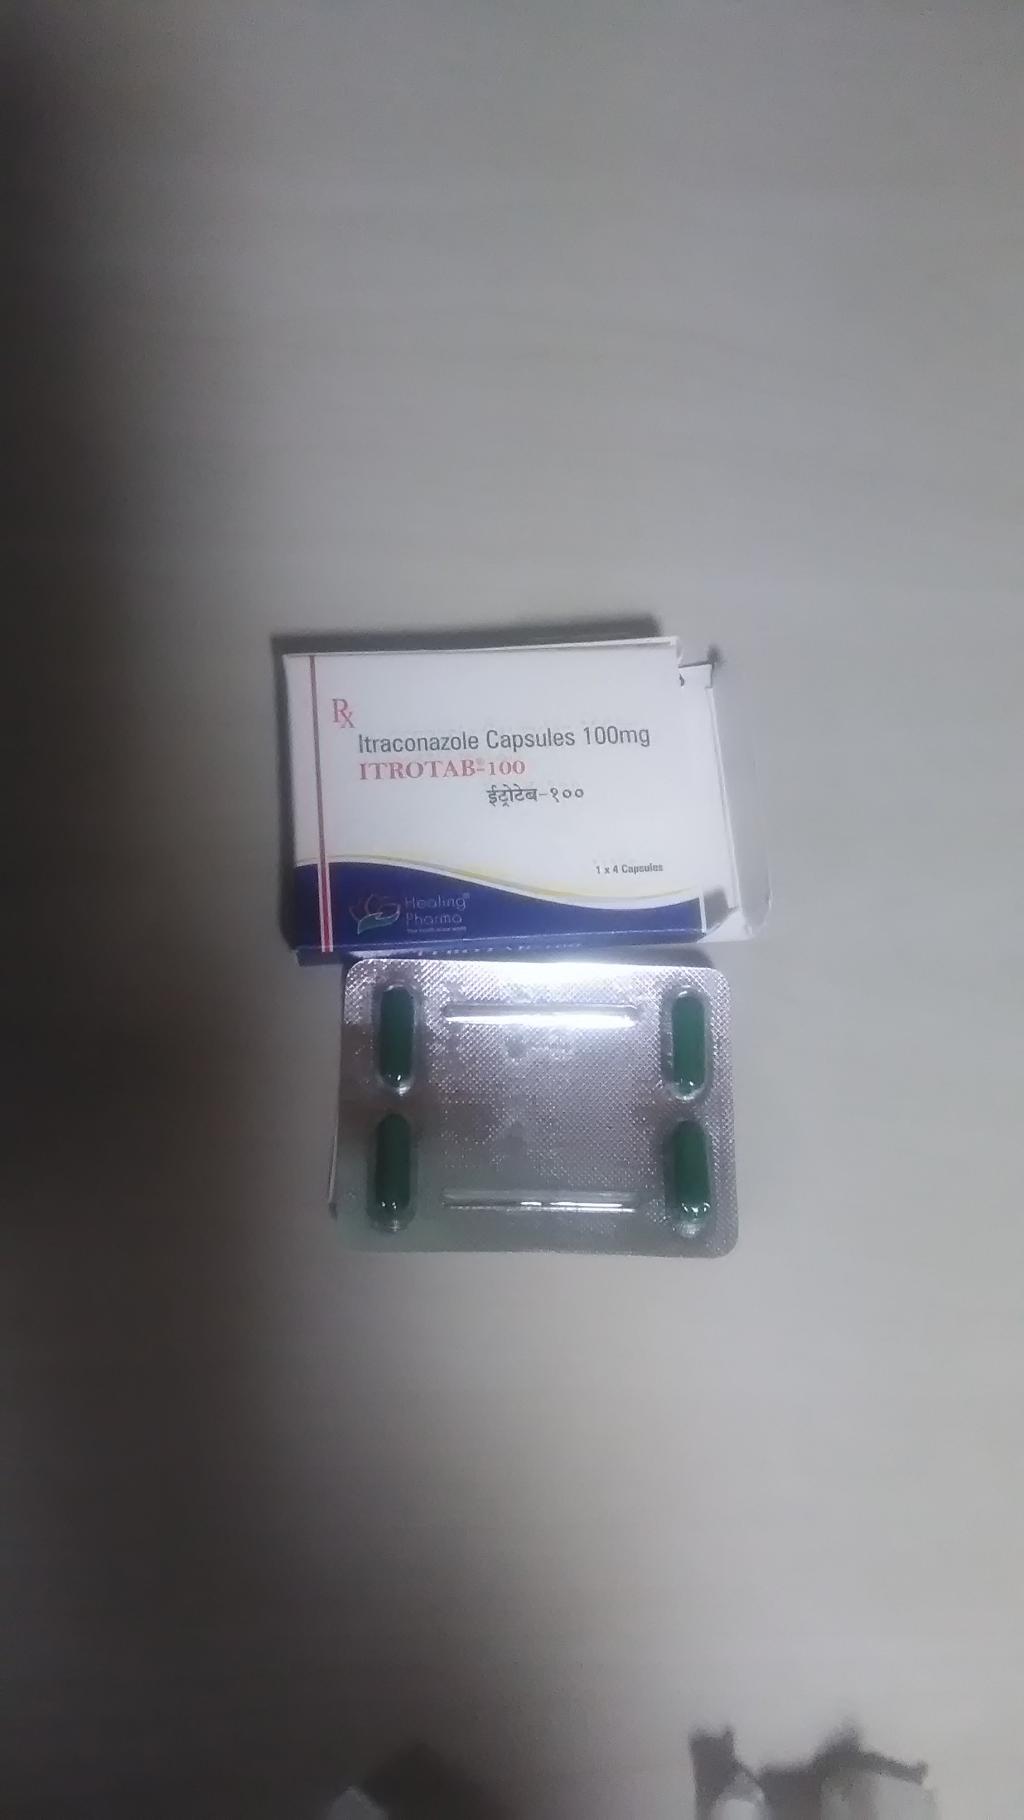 Rx
Itraconazole Capsules 100mg
ITROTAB®-100
ईट्रोटेब-१००
1 x 4 Capsules
Healing®
Pharma